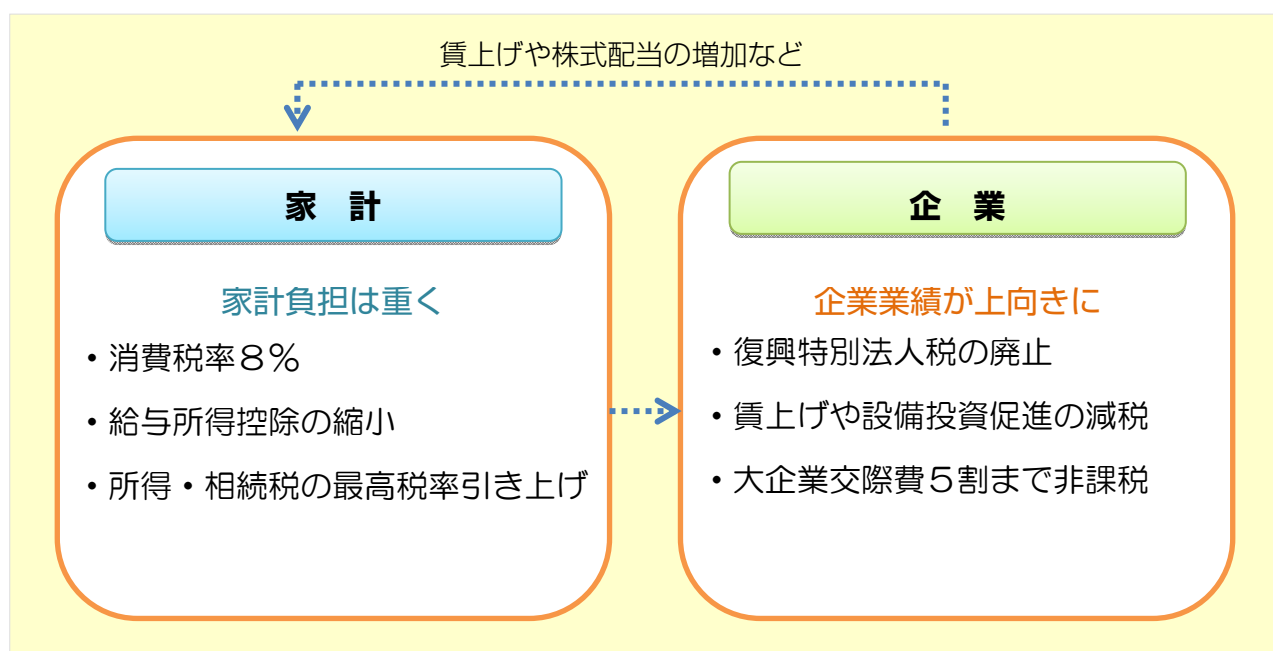 賃上げや株式配当の増加など
家　計
家計負担は重く
・消費税率８％
・給与所得控除の縮小
・所得・相続税の最高税率引き上げ
企　業
企業業績が上向きに
・復興特別法人税の廃止
・賃上げや設備投資促進の減税
・大企業交際費５割まで非課税